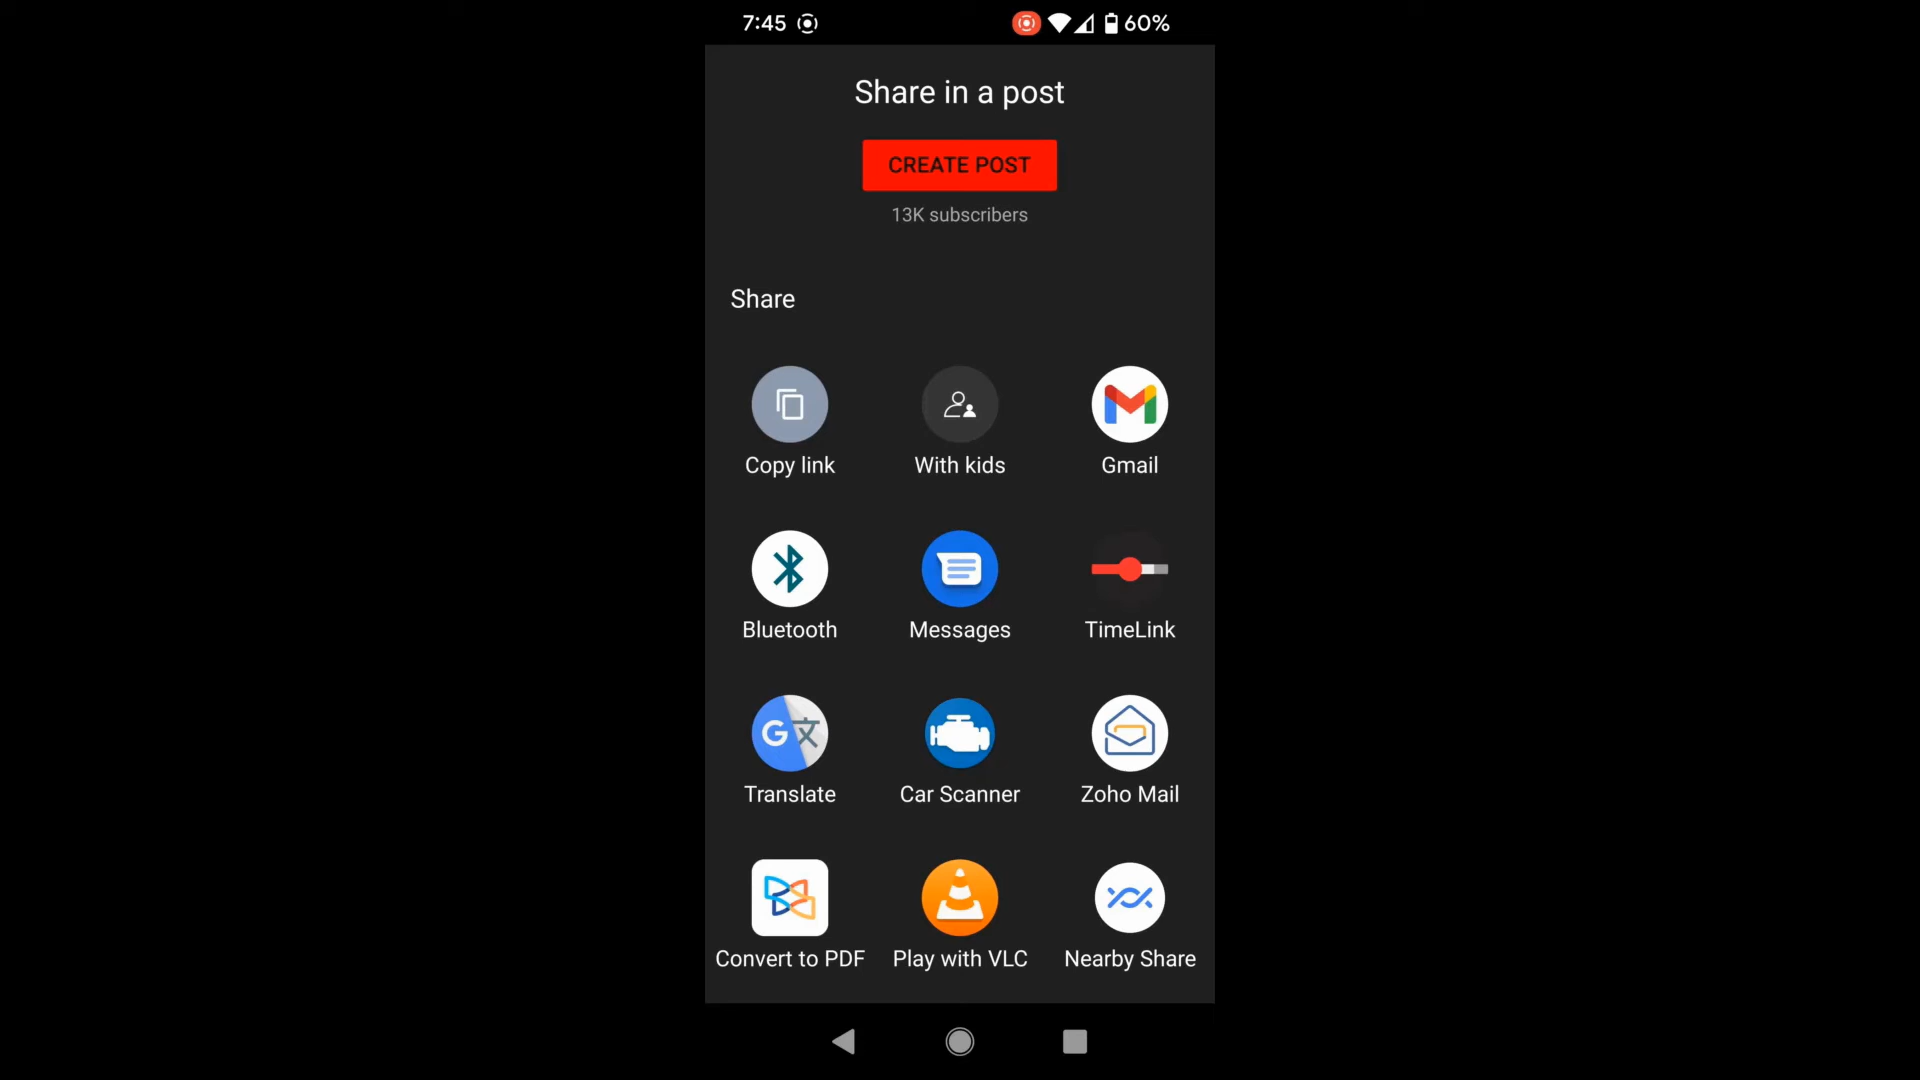 7:45 60%
Share in a post
CREATE POST
13K subscribers
Share
Copy link With kids Gmail
Bluetooth Messages TimeLink
Translate Car Scanner Zoho Mail
Convert to PDF Play with VLC Nearby Share